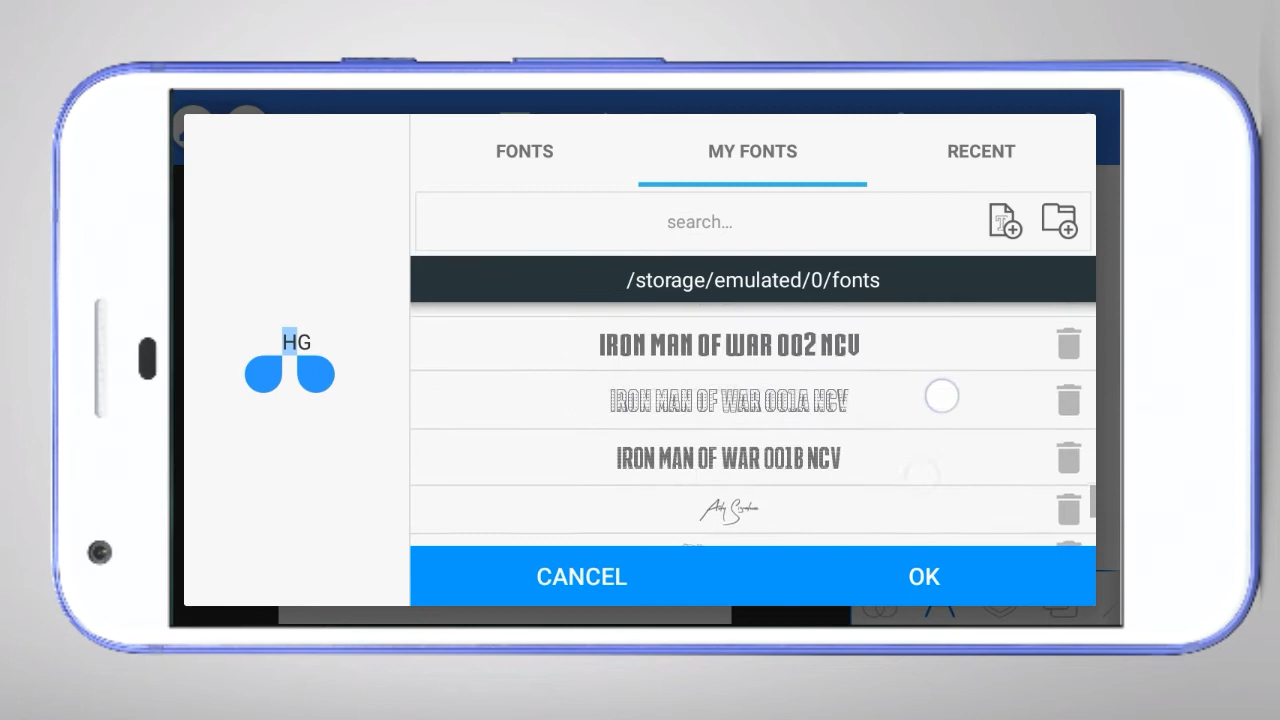 FONTS
MY FONTS
RECENT
search...
/storage/emulated/0/fonts
HG
IRON MAN OF WAR 002 NCV
IRON MAN OF WAR 001A NCV
IRON MAN OF WAR 001B NCV
CANCEL
OK